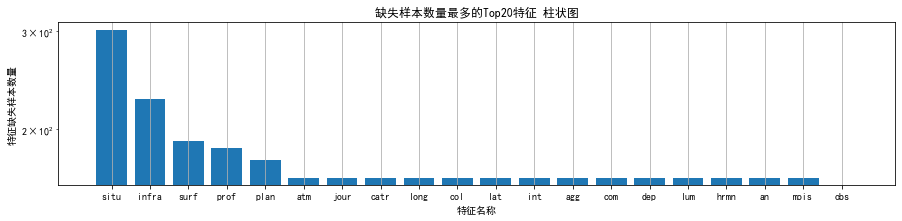 缺失样本数量最多的Top20特征 柱状图
特征缺失样本数量
3 × 10²
2 × 10²
situ infra surf prof plan atm jour catr long col lat int agg com dep lum hrmn an mois obs
特征名称